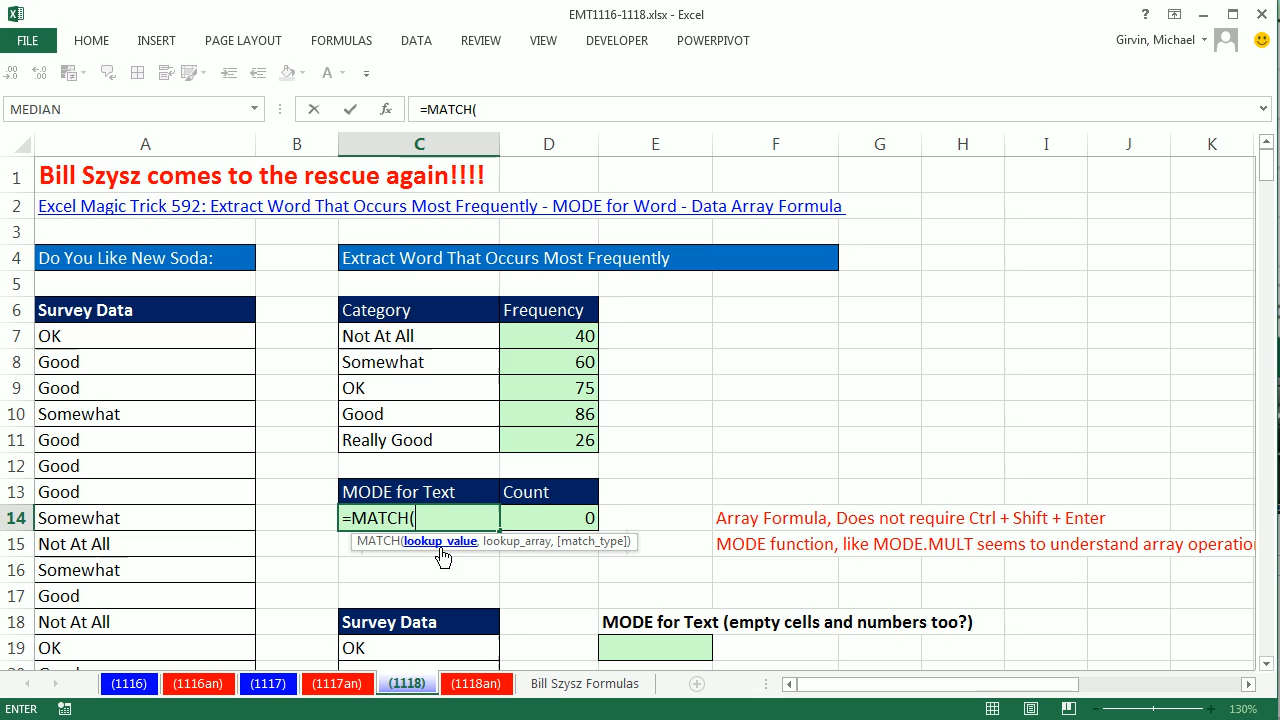 EMT1116-1118.xlsx - Excel
FILE HOME INSERT PAGE LAYOUT FORMULAS DATA REVIEW VIEW DEVELOPER POWERPIVOT Girvin, Michael
MEDIAN =MATCH(
A B C D E F G H I J K
1 Bill Szysz comes to the rescue again!!!!
2 Excel Magic Trick 592: Extract Word That Occurs Most Frequently - MODE for Word - Data Array Formula
3
4 Do You Like New Soda: Extract Word That Occurs Most Frequently
5
6 Survey Data Category Frequency
7 OK Not At All 40
8 Good Somewhat 60
9 Good OK 75
10 Somewhat Good 86
11 Good Really Good 26
12 Good
13 Good MODE for Text Count
14 Somewhat =MATCH( 0 Array Formula, Does not require Ctrl + Shift + Enter
MATCH(lookup_value, lookup_array, [match_type])
15 Not At All MODE function, like MODE.MULT seems to understand array operatio
16 Somewhat
17 Good
18 Not At All Survey Data MODE for Text (empty cells and numbers too?)
19 OK OK
(1116) (1116an) (1117) (1117an) (1118) (1118an) Bill Szysz Formulas
ENTER 130%